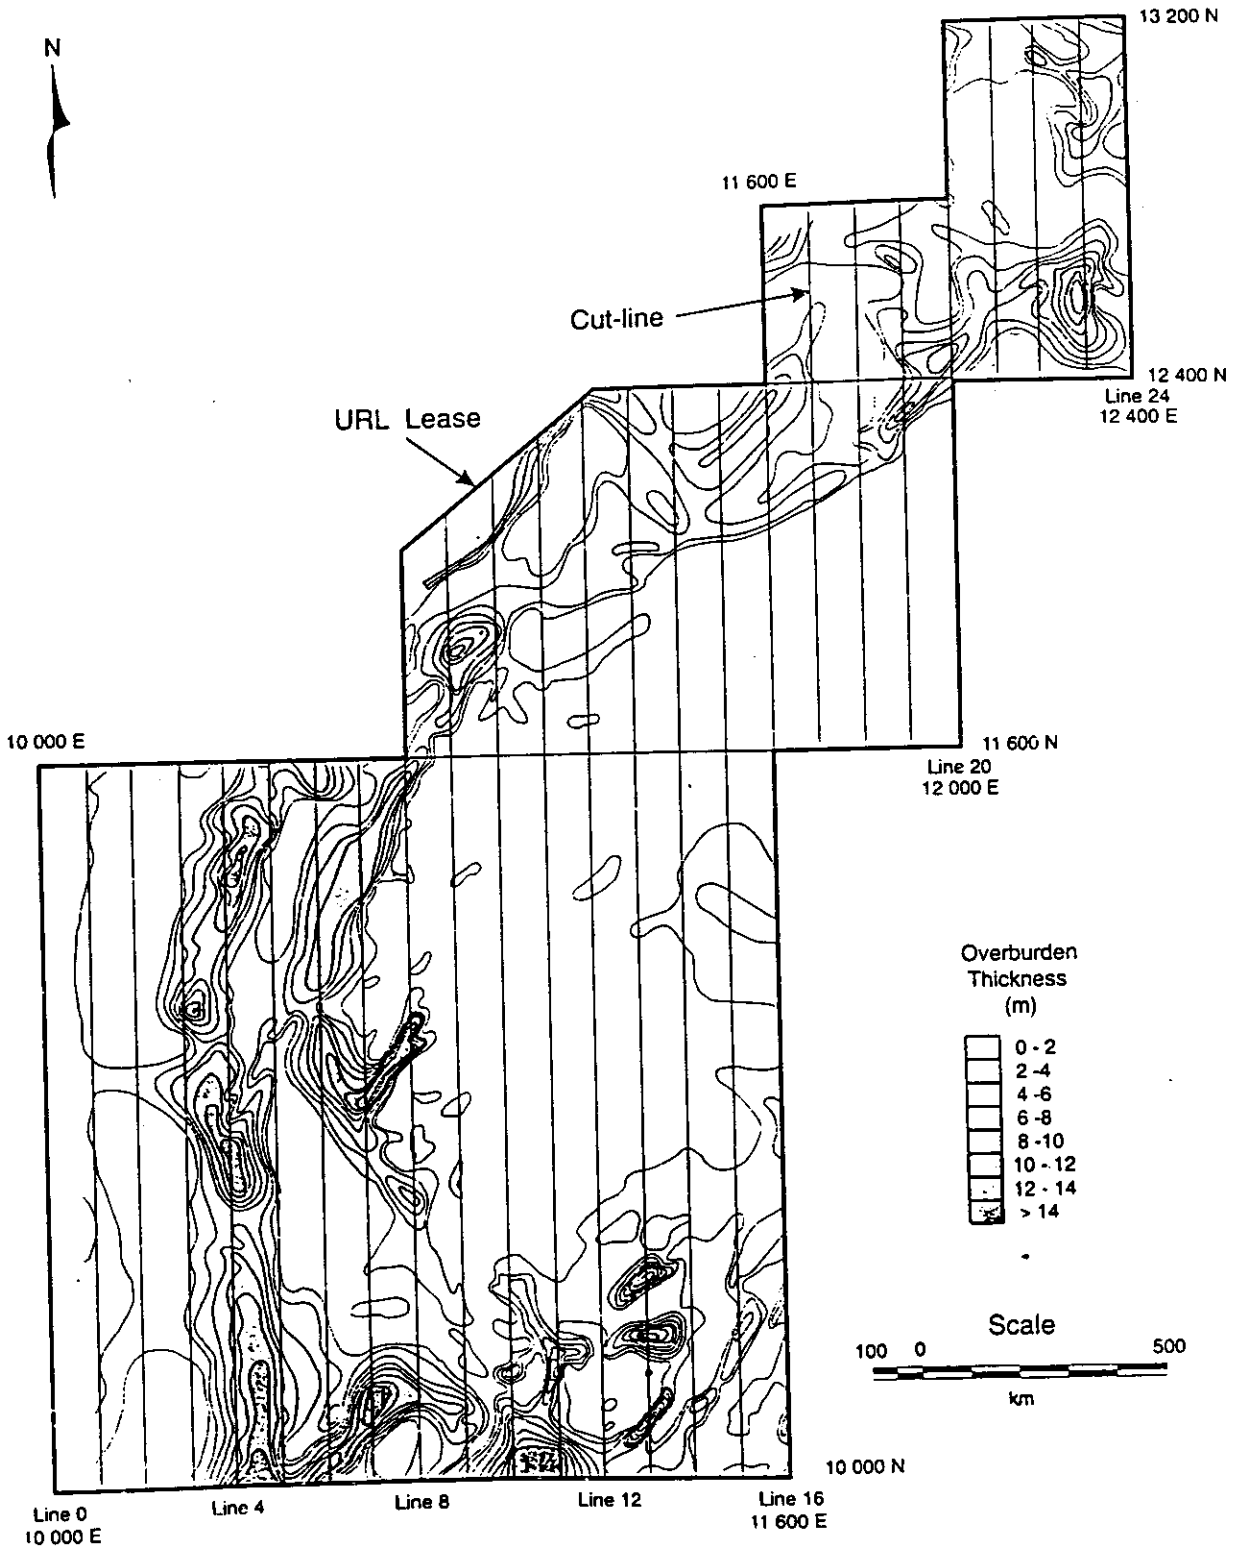 13 200 N
N
11 600 E
Cut-line
12 400 N
Line 24
12 400 E
URL Lease
10 000 E
11 600 N
Line 20
12 000 E
Overburden
Thickness
(m)
0 - 2
2 -4
4 -6
6 -8
8 -10
10 - 12
12 - 14
> 14
Scale
100 0 500
km
10 000 N
Line 0
10 000 E
Line 4
Line 8
Line 12
Line 16
11 600 E